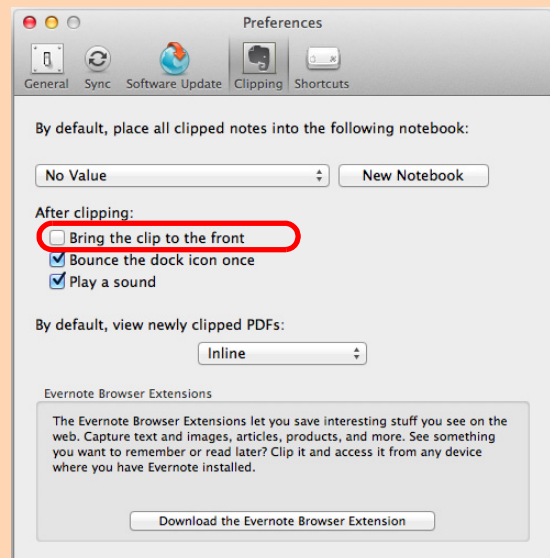 Preferences
General Sync Software Update Clipping Shortcuts
By default, place all clipped notes into the following notebook:
No Value New Notebook
After clipping:
Bring the clip to the front
Bounce the dock icon once
Play a sound
By default, view newly clipped PDFs:
Inline
Evernote Browser Extensions
The Evernote Browser Extensions let you save interesting stuff you see on the
web. Capture text and images, articles, products, and more. See something
you want to remember or read later? Clip it and access it from any device
where you have Evernote installed.
Download the Evernote Browser Extension